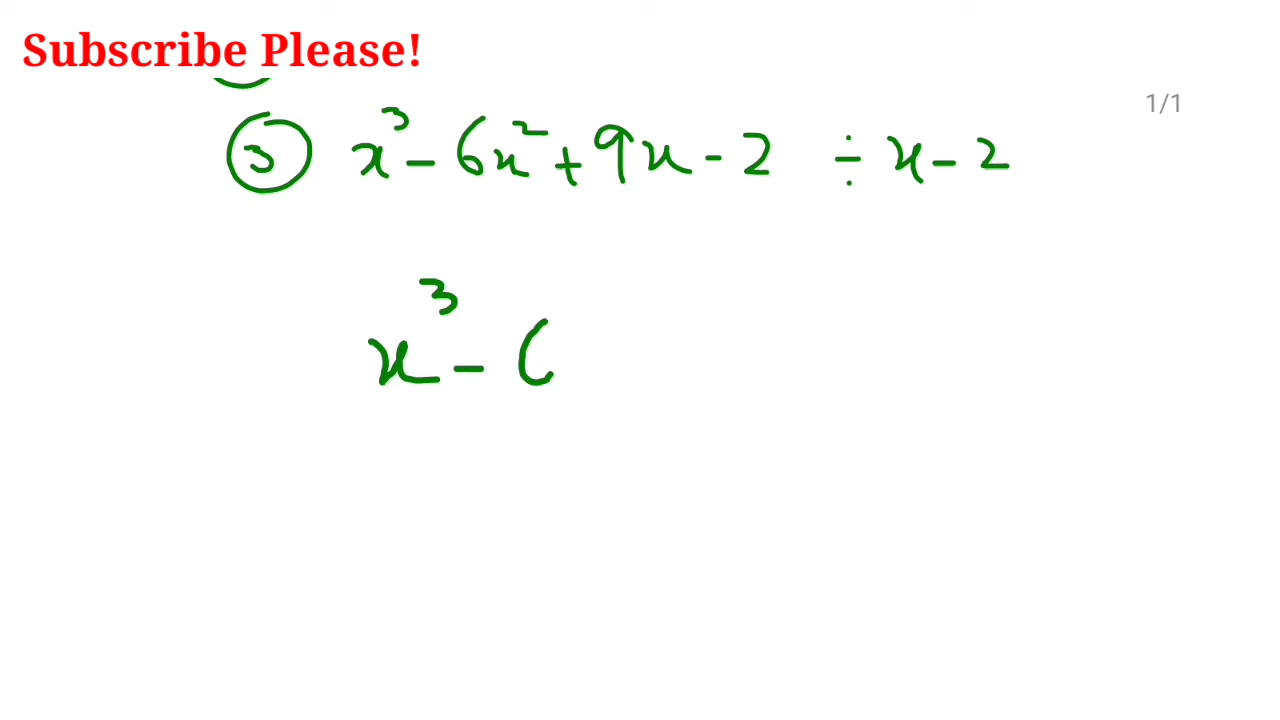 Subscribe Please!
1/1
③ x³ - 6x² + 9x - 2 ÷ x - 2
x³ - 6